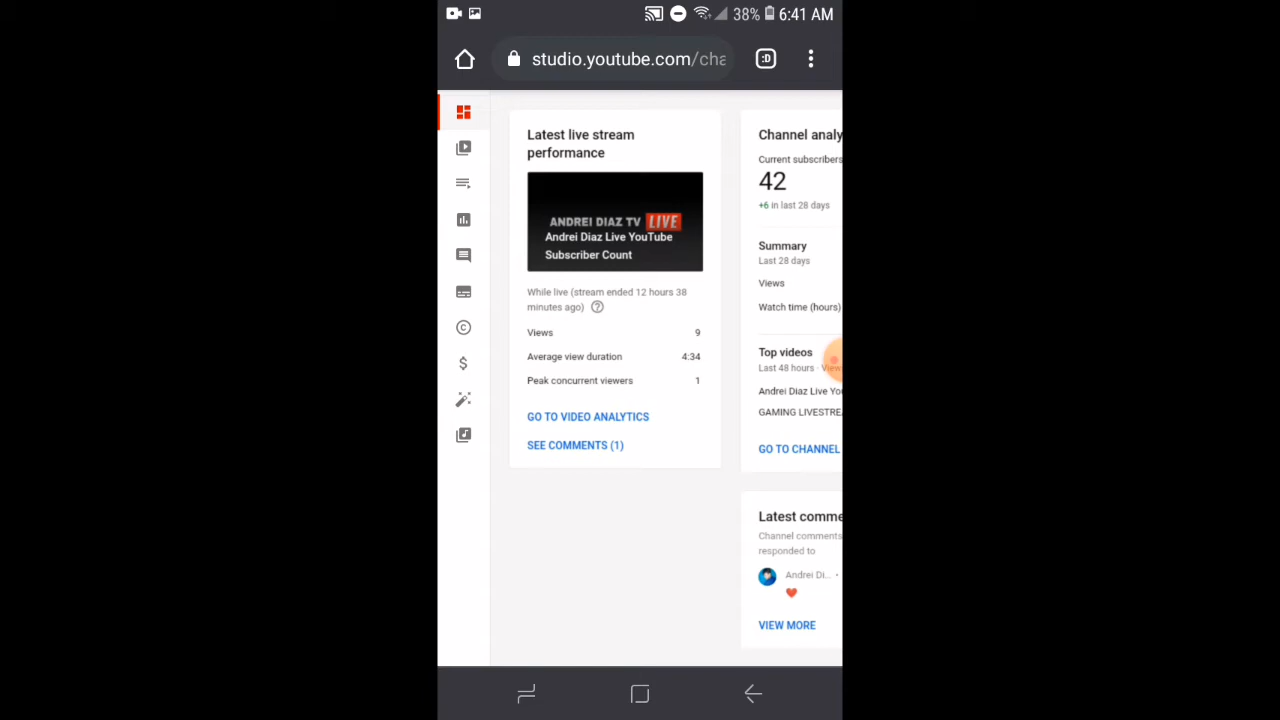 38% 6:41 AM
studio.youtube.com/cha
:D
Latest live stream
performance
ANDREI DIAZ TV LIVE
Andrei Diaz Live YouTube
Subscriber Count
While live (stream ended 12 hours 38
minutes ago) ?
Views 9
Average view duration 4:34
Peak concurrent viewers 1
GO TO VIDEO ANALYTICS
SEE COMMENTS (1)
Channel analy
Current subscribers
42
+6 in last 28 days
Summary
Last 28 days
Views
Watch time (hours)
Top videos
Last 48 hours · Views
Andrei Diaz Live Yo
GAMING LIVESTRE
GO TO CHANNEL
Latest comme
Channel comments
responded to
Andrei Di... •
VIEW MORE